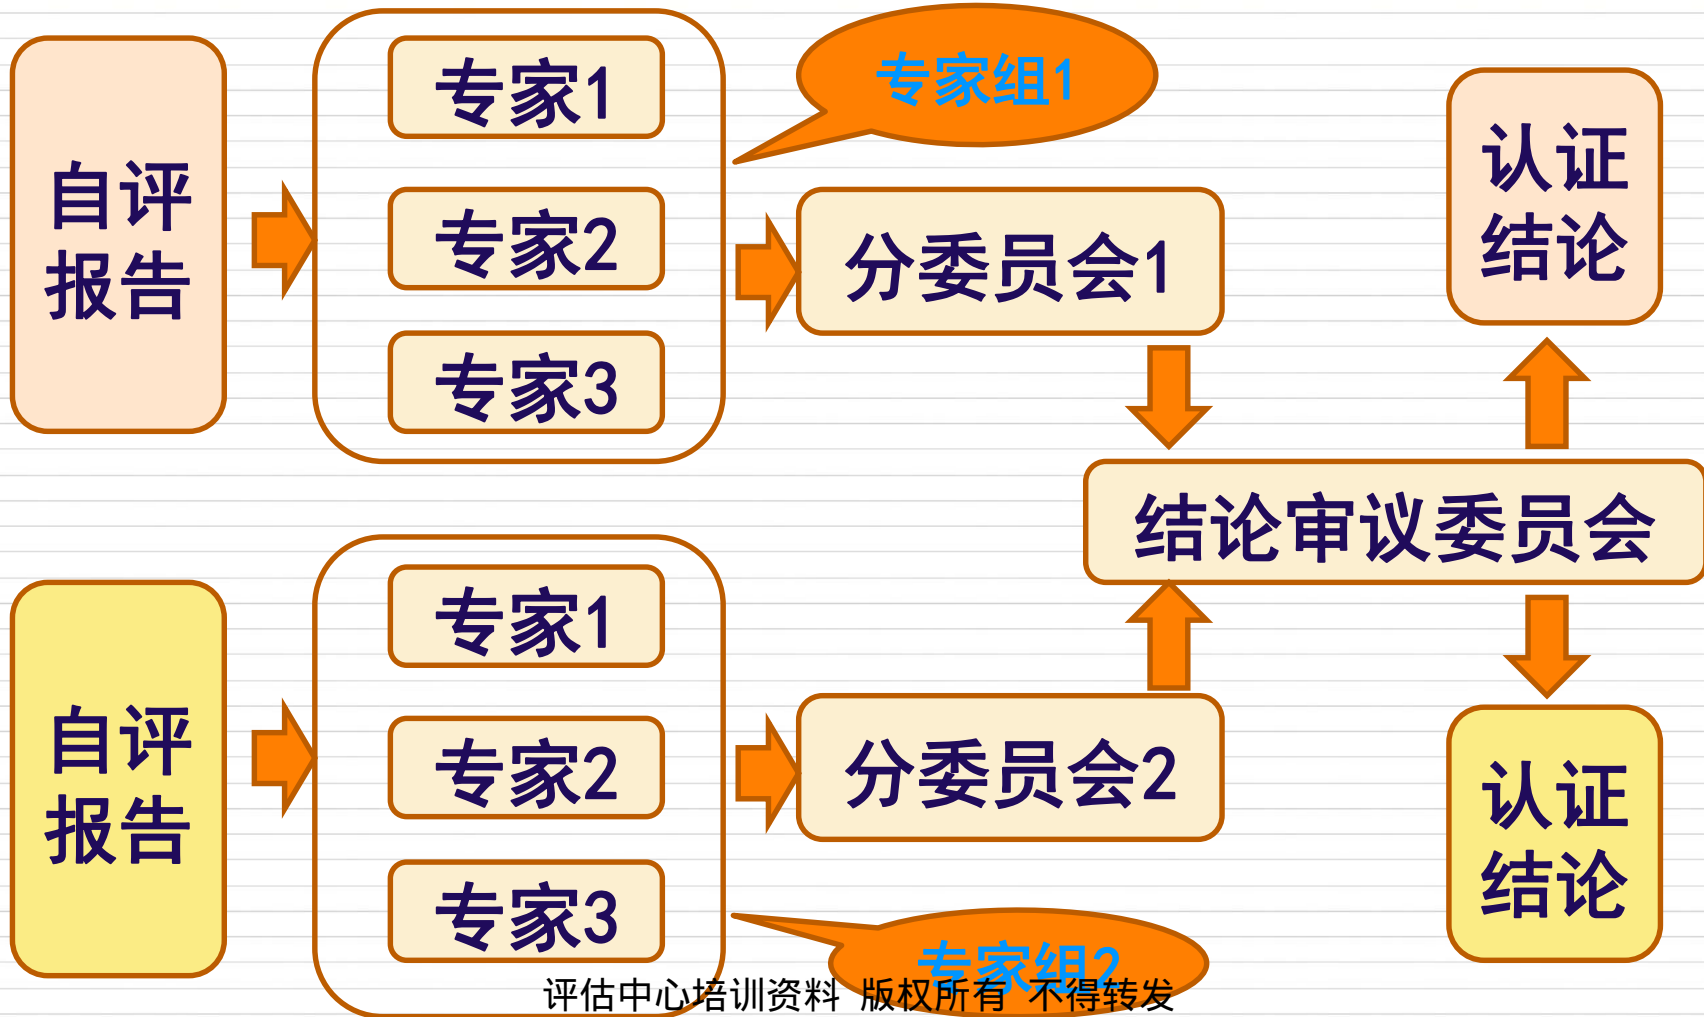 自评
报告
专家1
专家2
专家3
专家组1
分委员会1
认证
结论
结论审议委员会
自评
报告
专家1
专家2
专家3
分委员会2
专家组2
认证
结论
评估中心培训资料 版权所有 不得转发